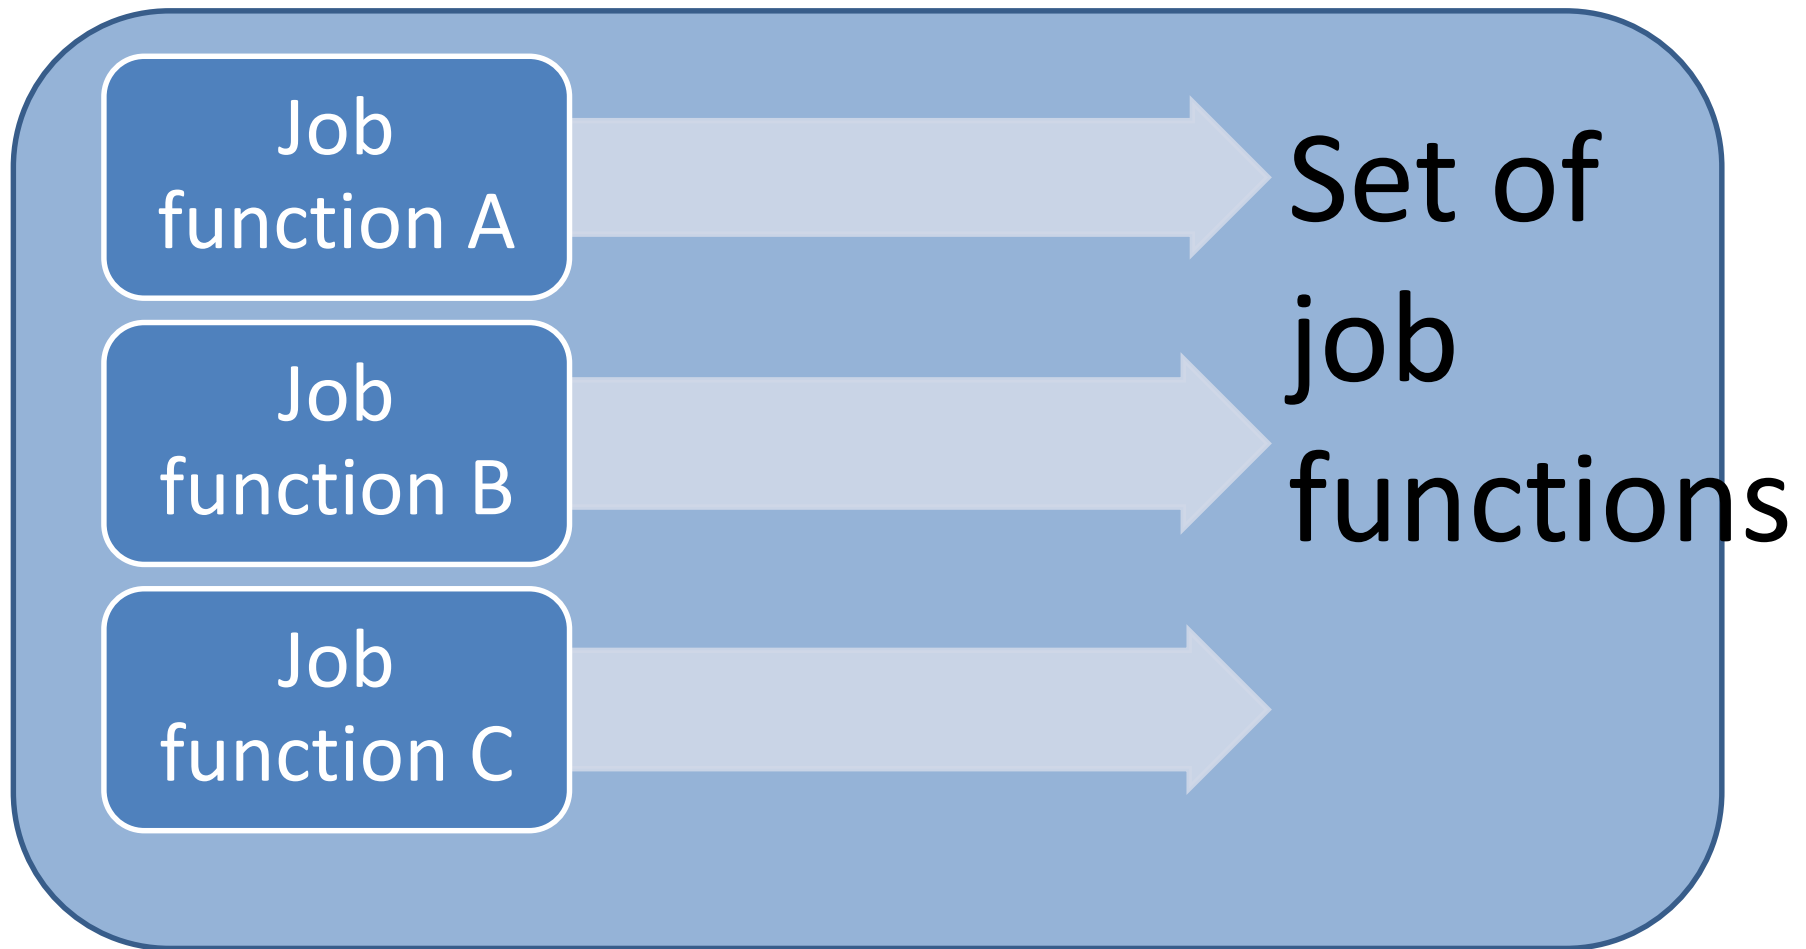 Job
function A
Job
function B
Job
function C
Set of
job
functions